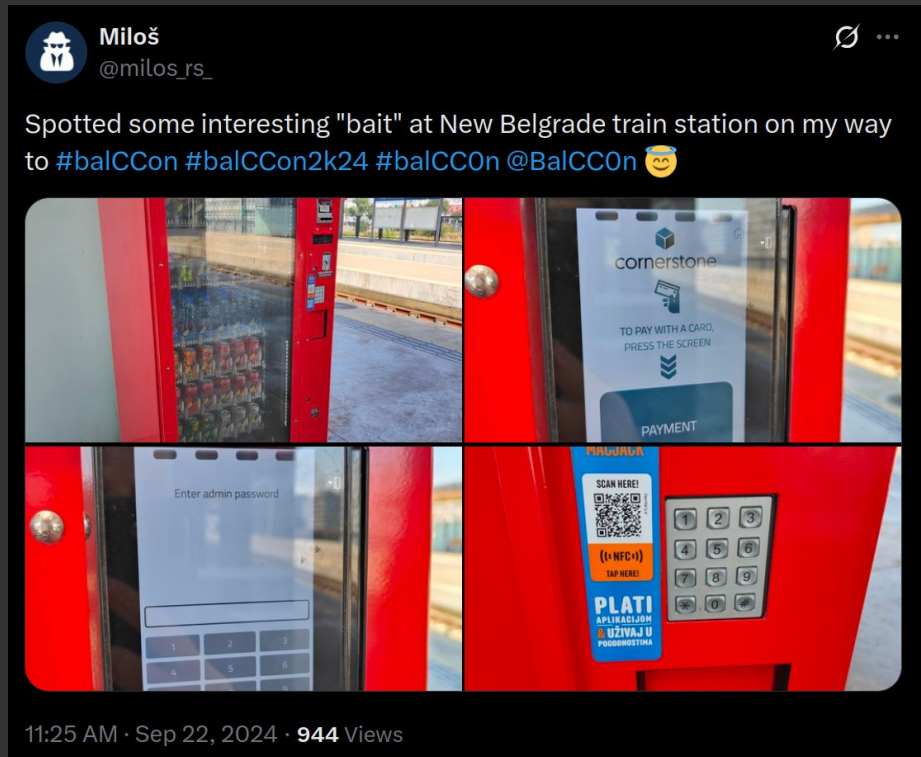 Miloš
@milos_rs_
Spotted some interesting "bait" at New Belgrade train station on my way
to #balCCon #balCCon2k24 #balCC0n @BalCC0n 😇
cornerstone
TO PAY WITH A CARD,
PRESS THE SCREEN
PAYMENT
Enter admin password
1 2 3
4 5 6
MAGJACK
SCAN HERE!
((( NFC )))
TAP HERE!
PLATI
APLIKACIJOM
& UŽIVAJ U
POGODNOSTIMA
1 2 3
4 5 6
7 8 9
* 0 #
11:25 AM · Sep 22, 2024 · 944 Views